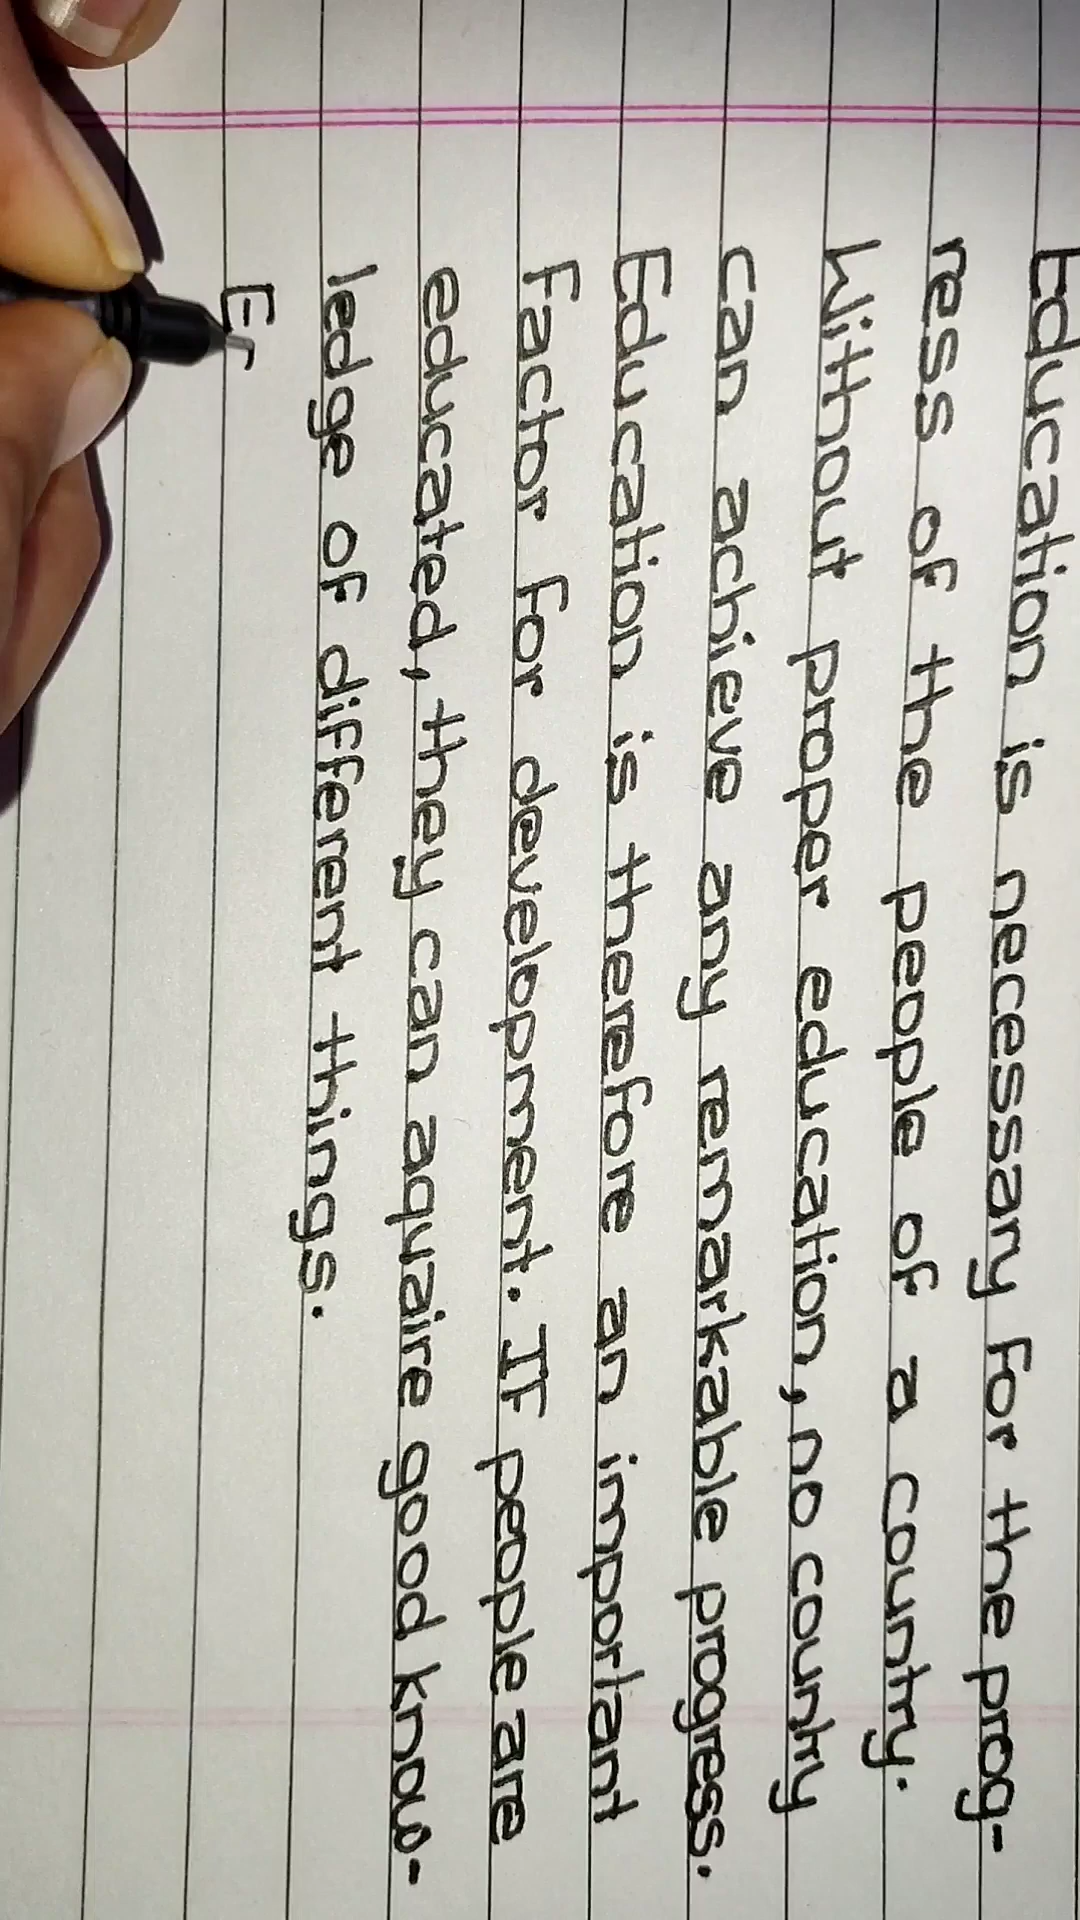 Education is necessary for the prog-
ress of the people of a country.
Without proper education, no country
can achieve any remarkable progress.
Education is therefore an important
factor for development. If people are
educated, they can aquaire good know-
ledge of different things.
E